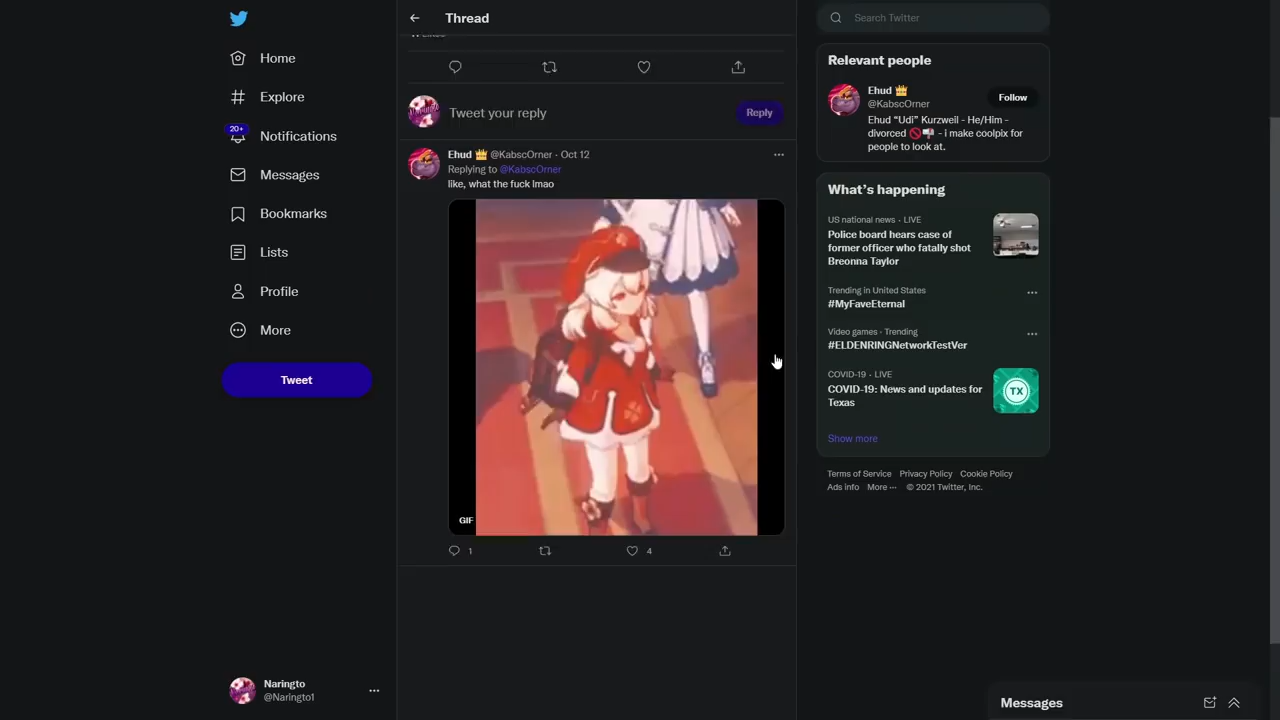 Home
Explore
20+
Notifications
Messages
Bookmarks
Lists
Profile
More
Tweet
Naringto
@Naringto1
Thread
Tweet your reply
Reply
Ehud 👑 @KabscOrner · Oct 12
Replying to @KabscOrner
like, what the fuck lmao
GIF
1
4
Search Twitter
Relevant people
Ehud 👑
@KabscOrner
Follow
Ehud “Udi” Kurzweil - He/Him -
divorced - i make coolpix for
people to look at.
What’s happening
US national news · LIVE
Police board hears case of
former officer who fatally shot
Breonna Taylor
Trending in United States
#MyFaveEternal
Video games · Trending
#ELDENRINGNetworkTestVer
COVID-19 · LIVE
COVID-19: News and updates for
Texas
TX
Show more
Terms of Service Privacy Policy Cookie Policy
Ads info More ··· © 2021 Twitter, Inc.
Messages